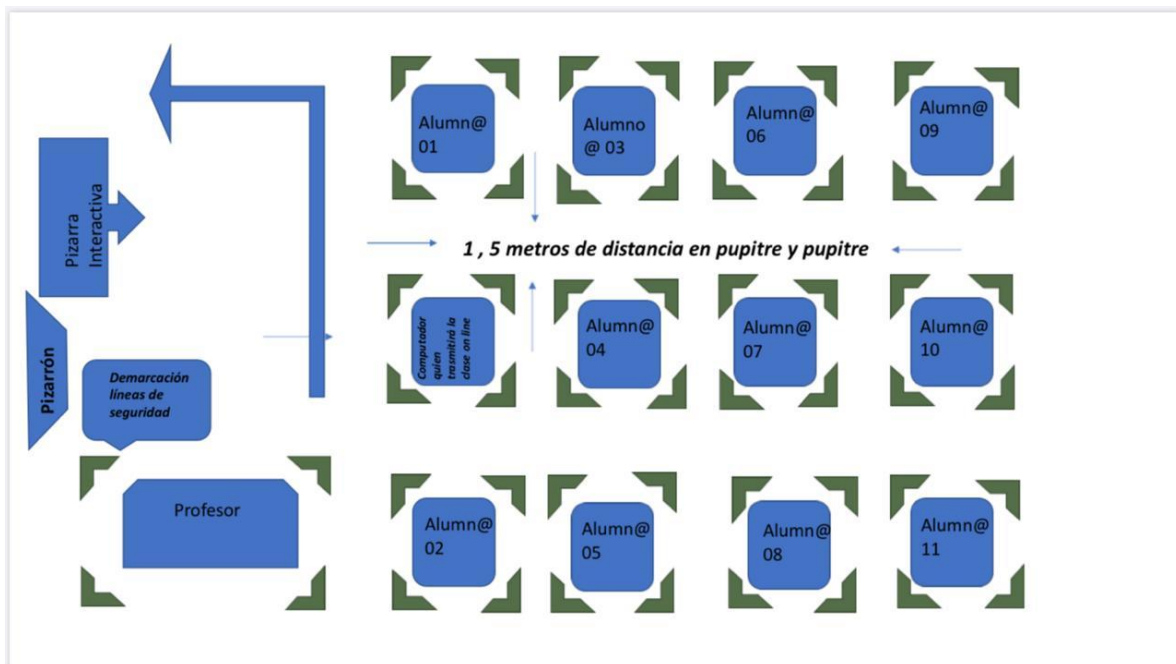 Alumn@
01
Alumno
@ 03
Alumn@
06
Alumn@
09
Pizarra
Interactiva
1 , 5 metros de distancia en pupitre y pupitre
Computador
quien
trasmitirá la
clase on line
Alumn@
04
Alumn@
07
Alumn@
10
Pizarrón
Demarcación
líneas de
seguridad
Profesor
Alumn@
02
Alumn@
05
Alumn@
08
Alumn@
11